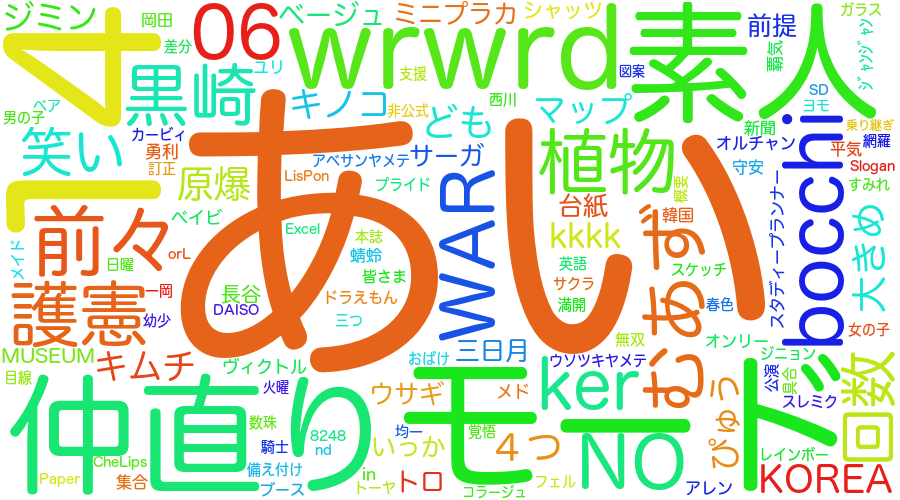 ジミン
岡田
06
ベージュ
ミニプラカ
シャッツ
前提
ガラス
14
差分
wrwrd
素人
覇気
ジャンジャン
黒崎
ユリ
支援
図案
キノコ
非公式
西川
マップ
SD
ヨモ
男の子
ペア
笑い
カービィ
勇利
訂正
ども
新聞
オルチャン
乗り継ぎ
網羅
平気
Slogan
アベサンヤメテ
サーガ
植物
守安
すみれ
bocchi
原爆
LisPon
プライド
WAR
概要
台紙
韓国
前々
ベイビ
あい
Excel
本誌
kkkk
むあず
スタディープランナー
大きめ
メイド
日曜
orL
蜻蛉
皆さま
英語
サクラ
スケッチ
護憲
一岡
幼少
長谷
DAISO
ドラえもん
三つ
満開
春色
女の子
MUSEUM
キムチ
ヴィクトル
おばけ
三日月
無双
オンリー
ウソツキヤメテ
ジニョン
公演
具合
目線
火曜
仲直り
ウサギ
モード
メド
ker
スレミク
回数
数珠
8248
nd
騎士
均一
覚悟
いっか
4つ
NO
ぴゅう
レインボー
Paper
CheLips
集合
備え付け
ブース
in
トーヤ
トロ
コラージュ
フェル
アレン
KOREA